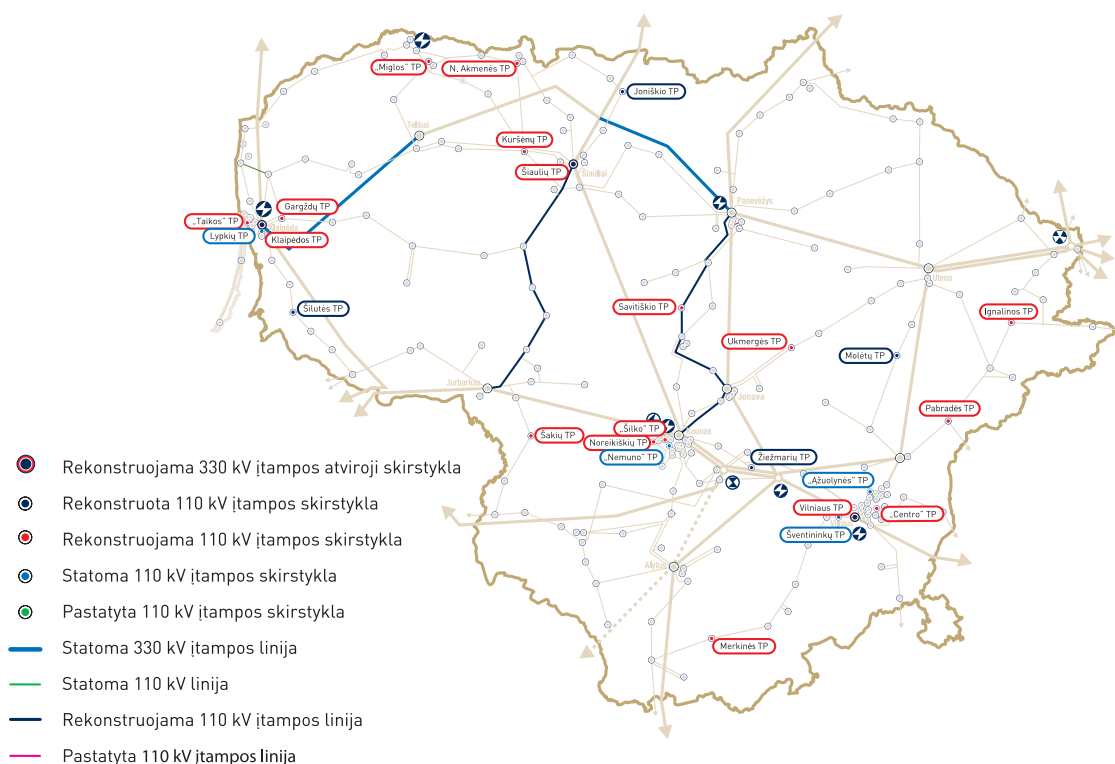 „Miglos“ TP
N. Akmenės TP
Joniškio TP
Telšiai
Kuršėnų TP
Šiaulių TP
Šiauliai
Gargždų TP
Panevėžys
„Taikos“ TP
Klaipėda
Lypkių TP
Klaipėdos TP
Utena
Šilutės TP
Savitiškio TP
Ignalinos TP
Ukmergės TP
Molėtų TP
Jurbarkas
Jonava
Pabradės TP
„Šilko“ TP
Kaunas
Šakių TP
Noreikiškių TP
„Nemuno“ TP
Žiežmarių TP
„Ąžuolynės“ TP
Vilniaus TP
„Centro“ TP
Šventininkų TP
Alytus
Merkinės TP
Rekonstruojama 330 kV įtampos atviroji skirstykla
Rekonstruota 110 kV įtampos skirstykla
Rekonstruojama 110 kV įtampos skirstykla
Statoma 110 kV įtampos skirstykla
Pastatyta 110 kV įtampos skirstykla
Statoma 330 kV įtampos linija
Statoma 110 kV linija
Rekonstruojama 110 kV įtampos linija
Pastatyta 110 kV įtampos linija